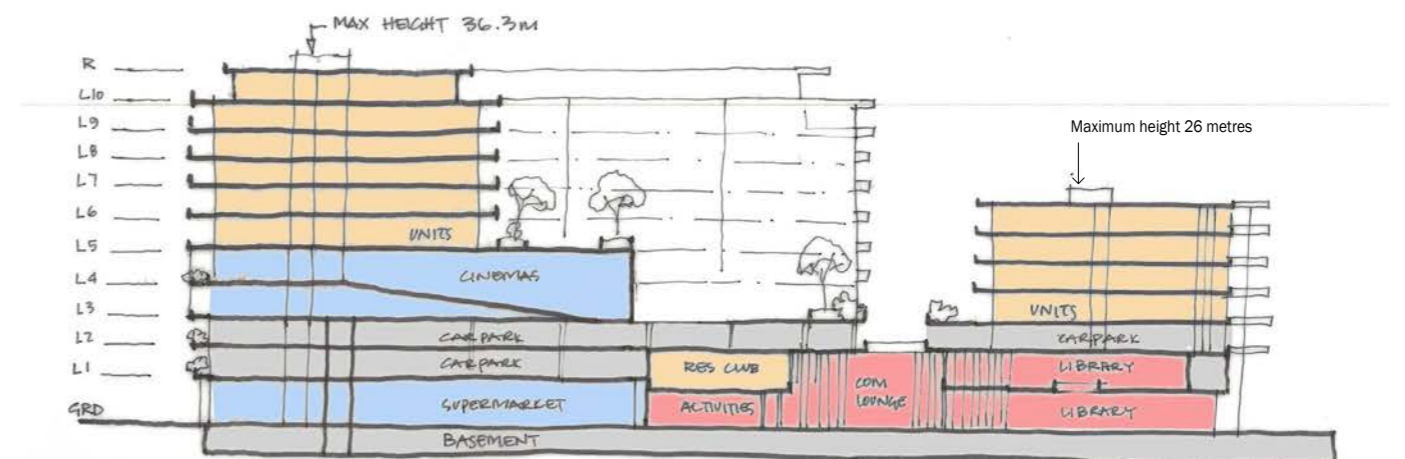 MAX HEIGHT 36.3M
R
L10
L9
L8
L7
L6
L5
L4
L3
L2
L1
GRD
Maximum height 26 metres
UNITS
CINEMAS
CARPARK
CARPARK
SUPERMARKET
BASEMENT
RES CLUB
ACTIVITIES
COM
LOUNGE
UNITS
CARPARK
LIBRARY
LIBRARY